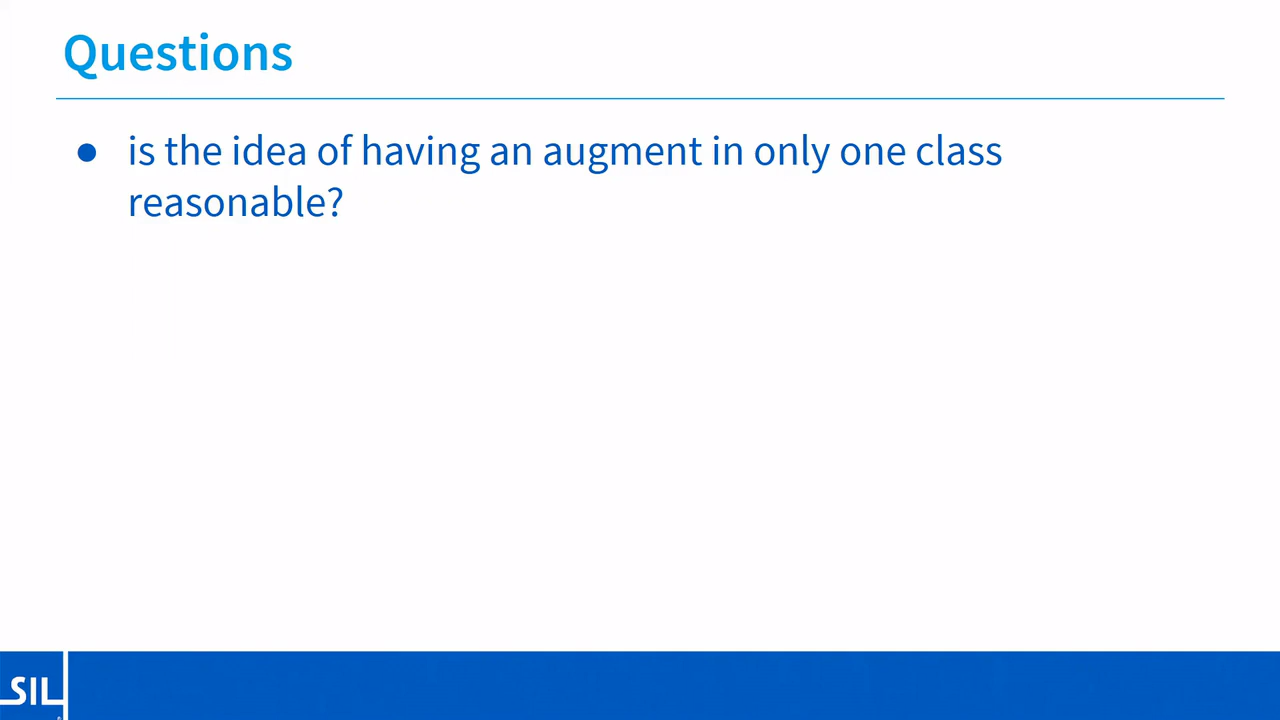 Questions
● is the idea of having an augment in only one class
reasonable?
SIL